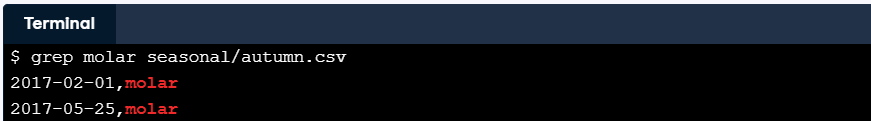 Terminal
$ grep molar seasonal/autumn.csv
2017-02-01,molar
2017-05-25,molar